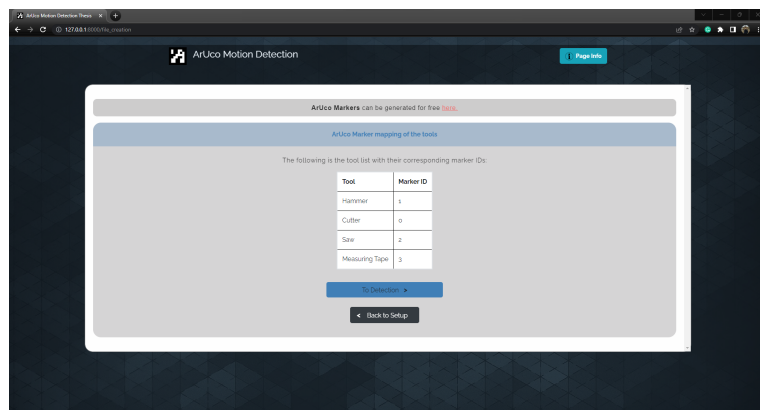 ArUco Motion Detection Thesis
127.0.0.1:8000/file_creation
ArUco Motion Detection
Page Info
ArUco Markers can be generated for free here.
ArUco Marker mapping of the tools
The following is the tool list with their corresponding marker IDs:
Tool Marker ID
Hammer 1
Cutter 0
Saw 2
Measuring Tape 3
To Detection >
< Back to Setup